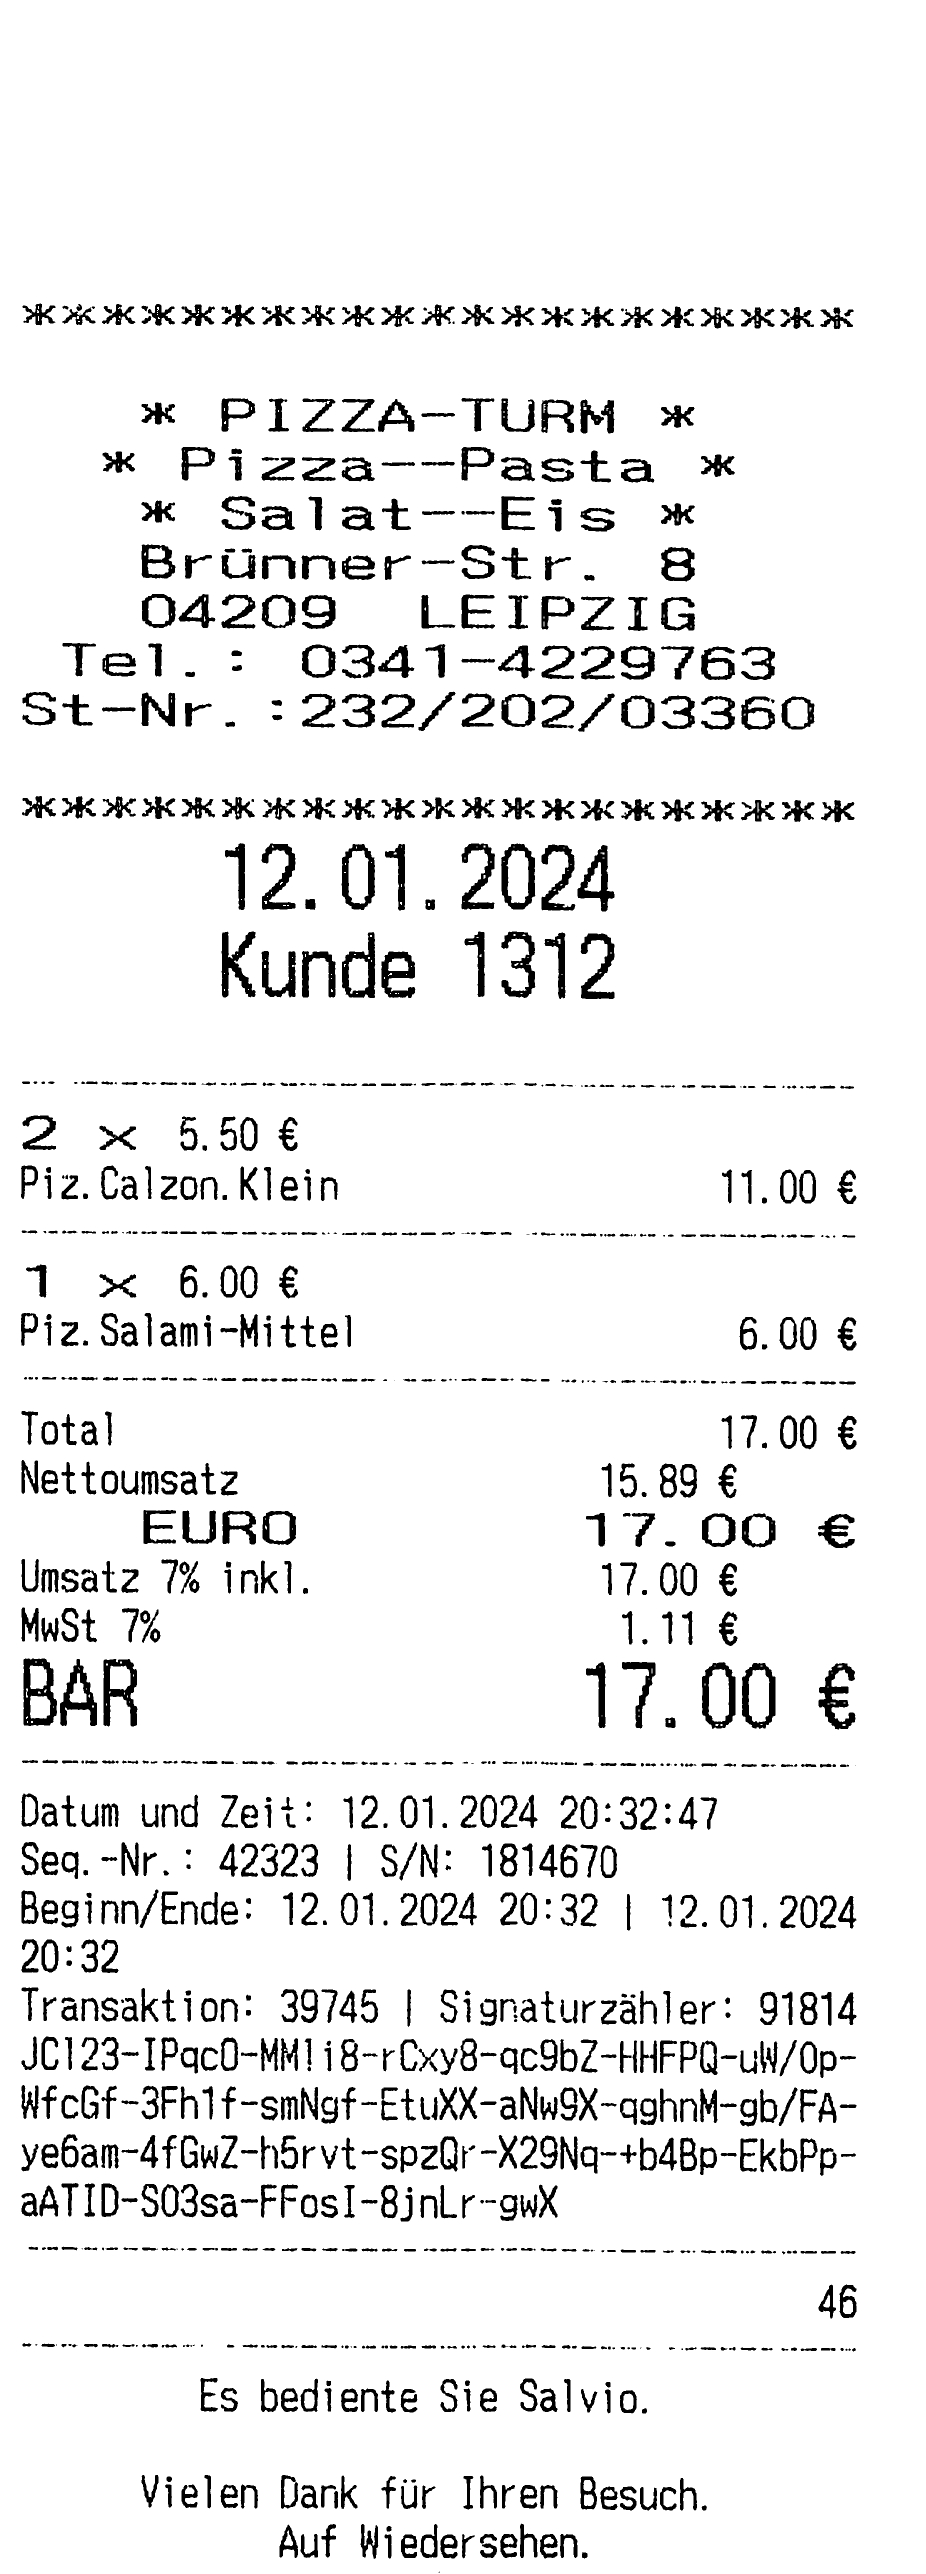 *********************
* PIZZA-TURM *
* Pizza--Pasta *
* Salat--Eis *
Brünner-Str. 8
04209 LEIPZIG
Tel.: 0341-4229763
St-Nr.:232/202/03360
*********************
12.01.2024
Kunde 1312
2 x 5.50 €
Piz.Calzon.Klein 11.00 €
1 x 6.00 €
Piz.Salami-Mittel 6.00 €
Total 17.00 €
Nettoumsatz 15.89 €
EURO 17.00 €
Umsatz 7% inkl. 17.00 €
MwSt 7% 1.11 €
BAR 17.00 €
Datum und Zeit: 12.01.2024 20:32:47
Seq.-Nr.: 42323 | S/N: 1814670
Beginn/Ende: 12.01.2024 20:32 | 12.01.2024
20:32
Transaktion: 39745 | Signaturzähler: 91814
JCl23-IPqcO-MMli8-rCxy8-qc9bZ-HHFPQ-uW/Op-
WfcGf-3Fh1f-smNgf-EtuXX-aNw9X-qghnM-gb/FA-
ye6am-4fGwZ-h5rvt-spzQr-X29Nq-+b4Bp-EkbPp-
aATID-S03sa-FFosI-8jnLr-gwX
46
Es bediente Sie Salvio.
Vielen Dank für Ihren Besuch.
Auf Wiedersehen.